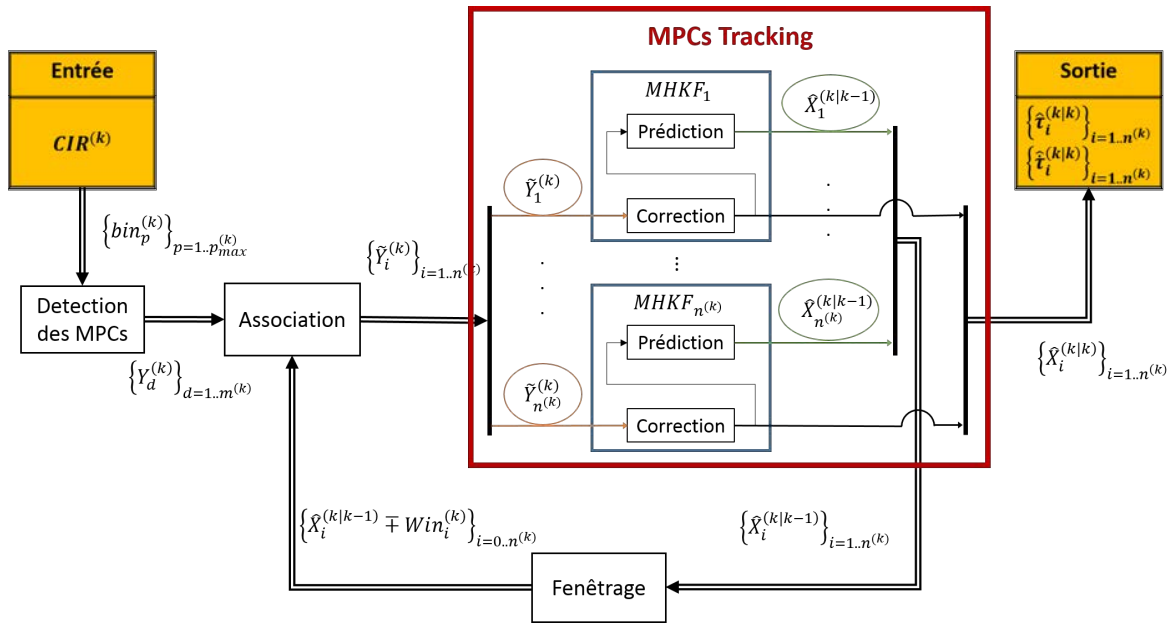 MPCs Tracking
Entrée
CIR^(k)
Sortie
{τ̂_i^(k|k)}_{i=1..n^(k)}
{τ̂̇_i^(k|k)}_{i=1..n^(k)}
MHKF_1
Prédiction
X̂_1^(k|k−1)
Ỹ_1^(k)
Correction
{bin_p^(k)}_{p=1..p_max^(k)}
{Ỹ_i^(k)}_{i=1..n^(k)}
Detection
des MPCs
Association
MHKF_{n^(k)}
X̂_{n^(k)}^(k|k−1)
Prédiction
{X̂_i^(k|k)}_{i=1..n^(k)}
{Y_d^(k)}_{d=1..m^(k)}
Ỹ_{n^(k)}^(k)
Correction
{X̂_i^(k|k−1) ∓ Win_i^(k)}_{i=0..n^(k)}
{X̂_i^(k|k−1)}_{i=1..n^(k)}
Fenêtrage